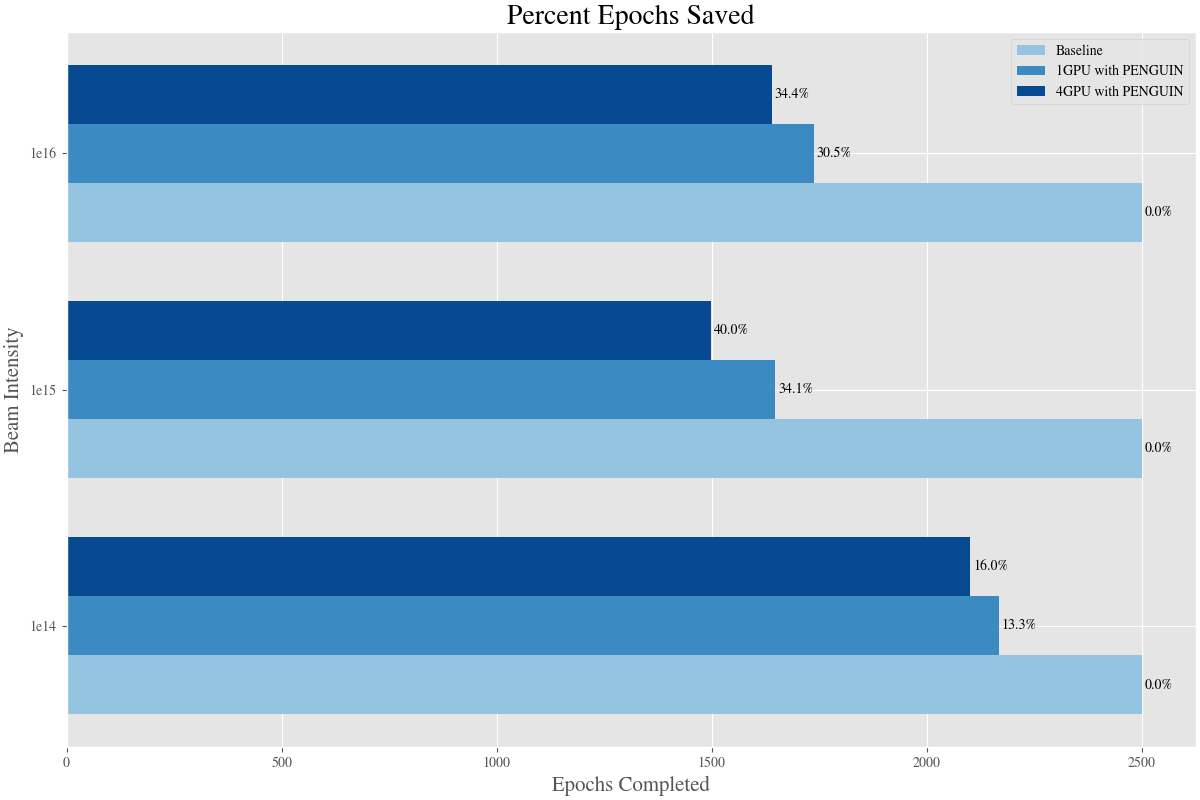 Percent Epochs Saved
Baseline
1GPU with PENGUIN
4GPU with PENGUIN
34.4%
1e16
30.5%
0.0%
40.0%
1e15
34.1%
0.0%
16.0%
1e14
13.3%
0.0%
Beam Intensity
0 500 1000 1500 2000 2500
Epochs Completed